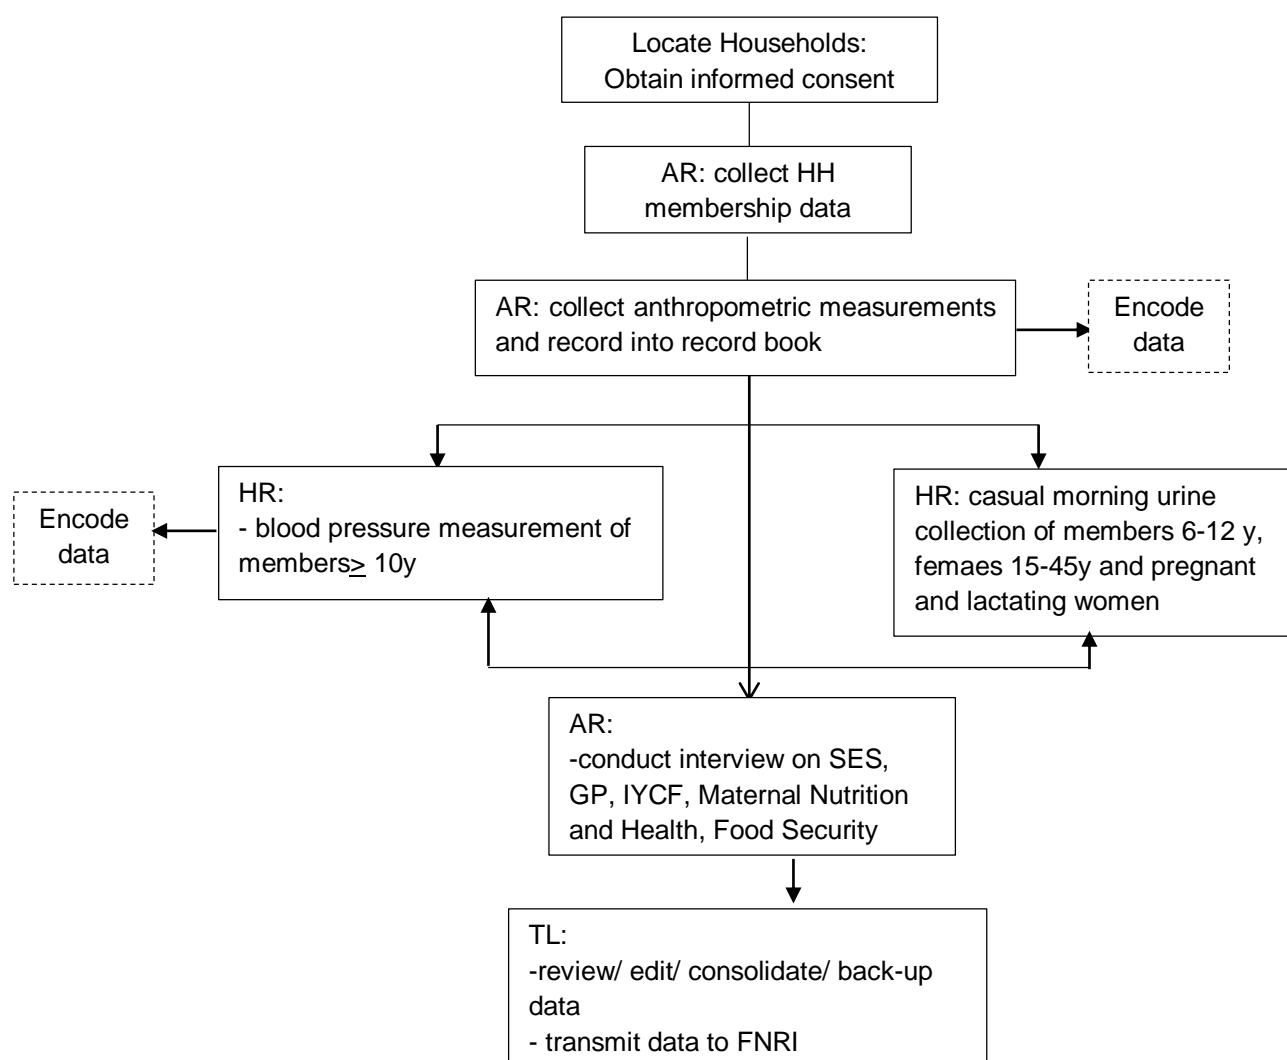 Locate Households:
Obtain informed consent
AR: collect HH
membership data
AR: collect anthropometric measurements
and record into record book
Encode
data
Encode
data
HR:
- blood pressure measurement of
members≥ 10y
HR: casual morning urine
collection of members 6-12 y,
femaes 15-45y and pregnant
and lactating women
AR:
-conduct interview on SES,
GP, IYCF, Maternal Nutrition
and Health, Food Security
TL:
-review/ edit/ consolidate/ back-up
data
- transmit data to FNRI